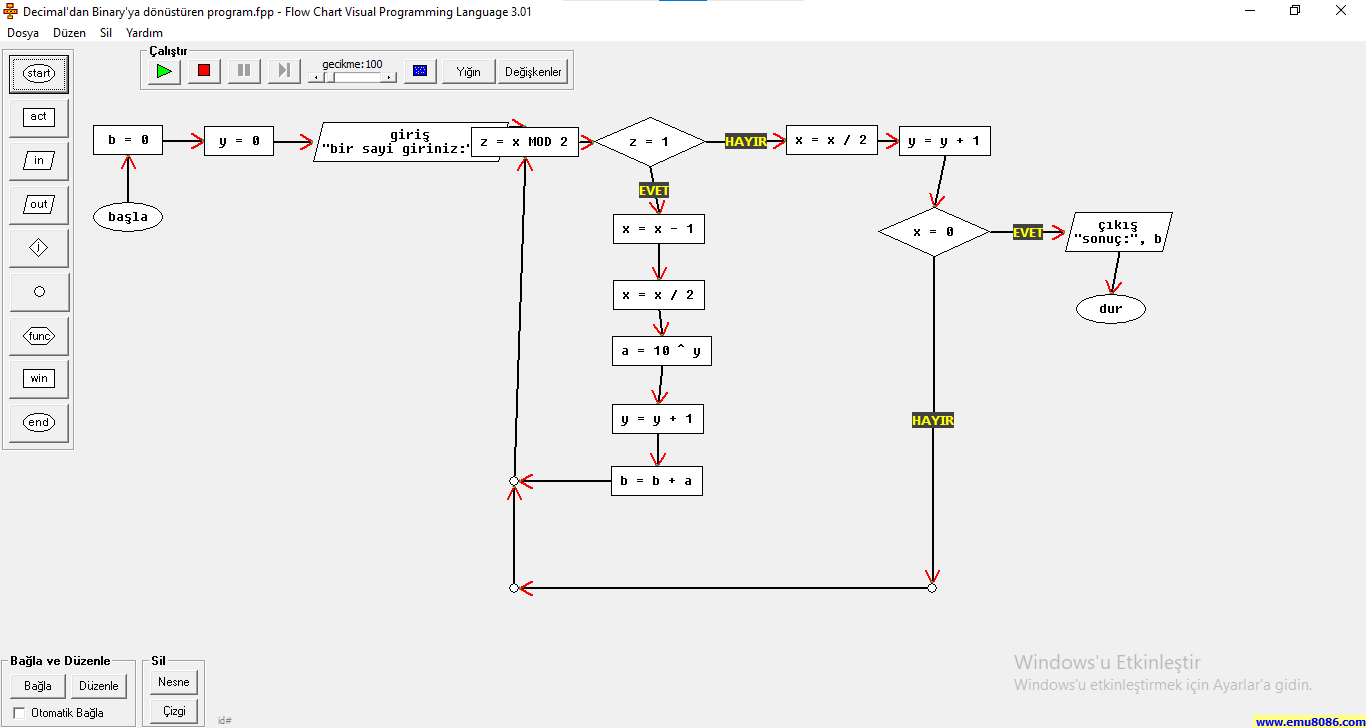 Decimal'dan Binary'ya dönüstüren program.fpp - Flow Chart Visual Programming Language 3.01
Dosya Düzen Sil Yardım
Çalıştır
gecikme:100
Yığın
Değişkenler
start
act
in
out
j
func
win
end
b = 0
y = 0
giriş
"bir sayi giriniz:"
z = x MOD 2
z = 1
HAYIR
x = x / 2
y = y + 1
başla
EVET
x = x - 1
x = 0
EVET
çıkış
"sonuç:", b
x = x / 2
dur
a = 10 ^ y
y = y + 1
HAYIR
b = b + a
Bağla ve Düzenle
Bağla
Düzenle
Otomatik Bağla
Sil
Nesne
Çizgi
id#
Windows'u Etkinleştir
Windows'u etkinleştirmek için Ayarlar'a gidin.
www.emu8086.com